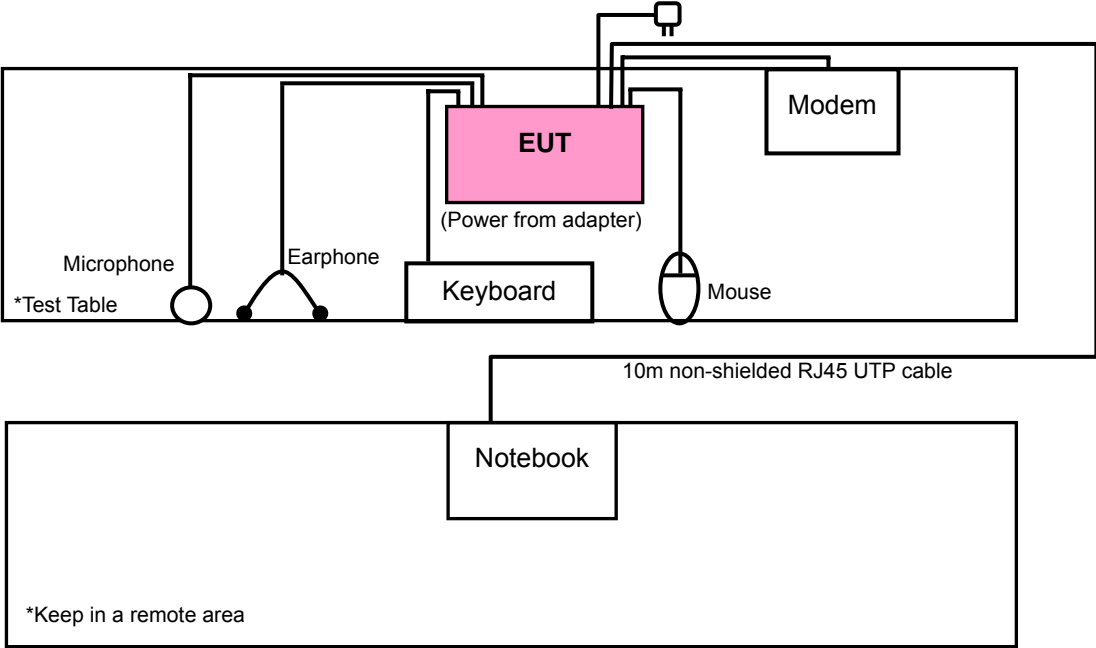 Modem
EUT
(Power from adapter)
Earphone
Microphone
Keyboard
Mouse
*Test Table
10m non-shielded RJ45 UTP cable
Notebook
*Keep in a remote area